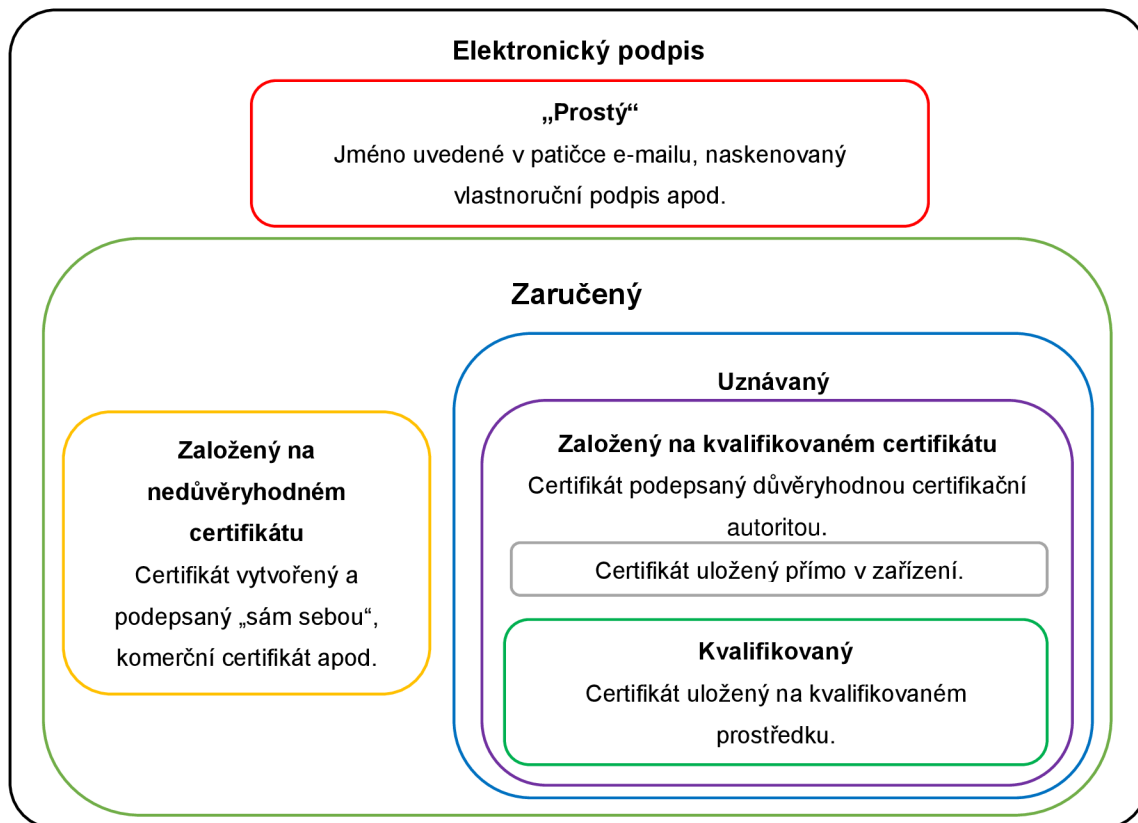 Elektronický podpis
„Prostý“
Jméno uvedené v patičce e-mailu, naskenovaný
vlastnoruční podpis apod.
Zaručený
Založený na
nedůvěryhodném
certifikátu
Certifikát vytvořený a
podepsaný „sám sebou“,
komerční certifikát apod.
Uznávaný
Založený na kvalifikovaném certifikátu
Certifikát podepsaný důvěryhodnou certifikační
autoritou.
Certifikát uložený přímo v zařízení.
Kvalifikovaný
Certifikát uložený na kvalifikovaném
prostředku.